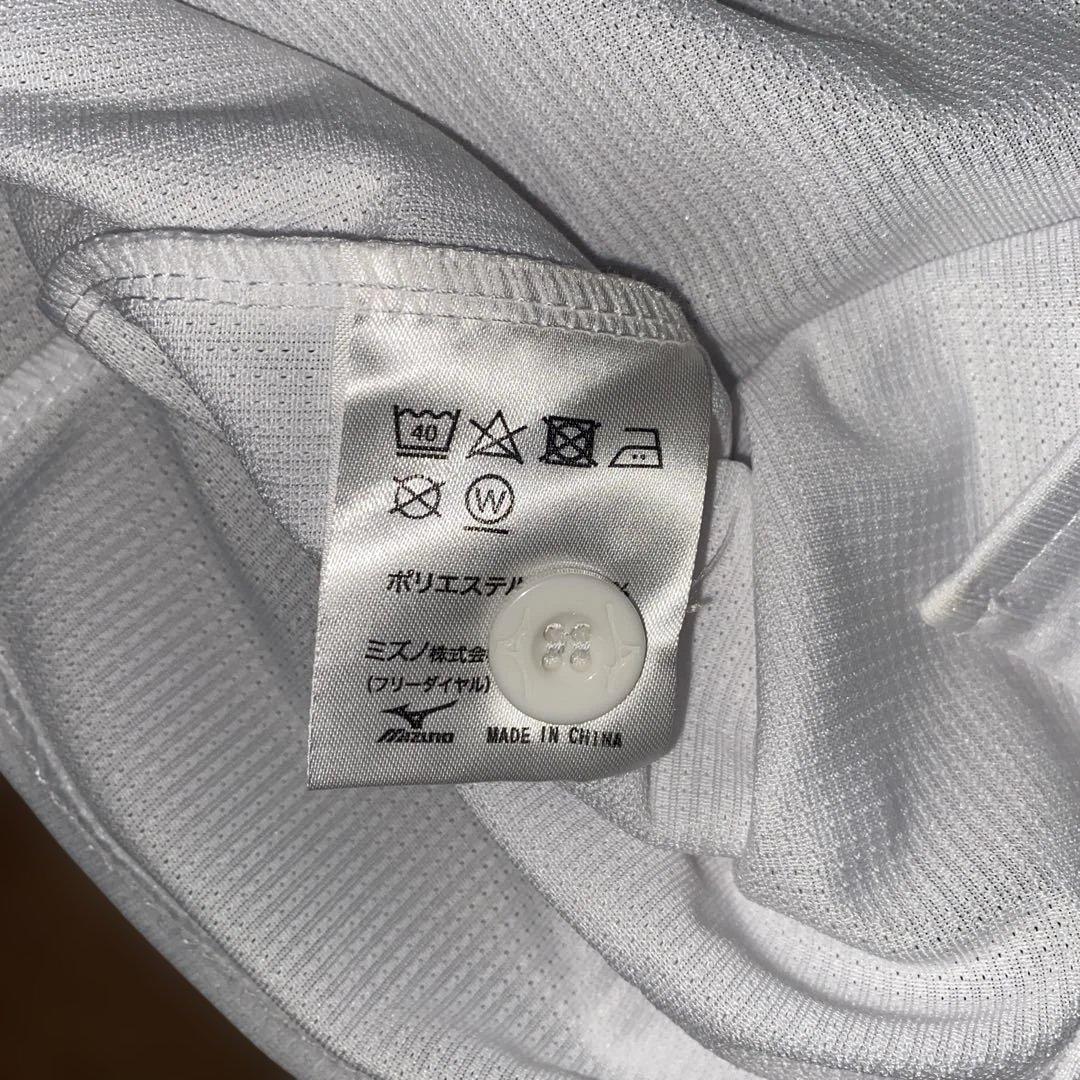 40
W
ポリエステル
ミズノ株式会
(フリーダイヤル)
Mizuno
MADE IN CHINA